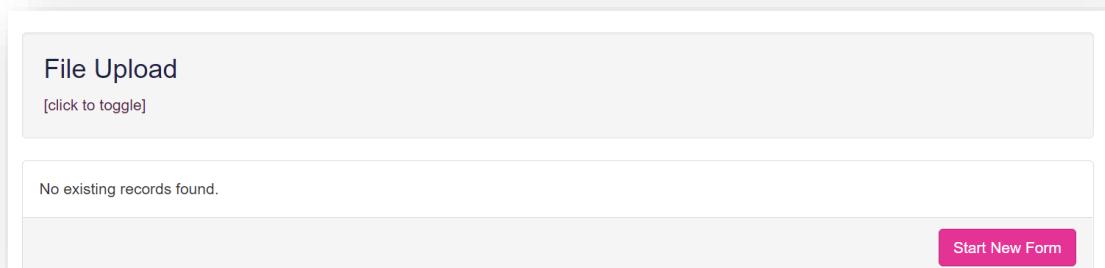 File Upload
[click to toggle]
No existing records found.
Start New Form